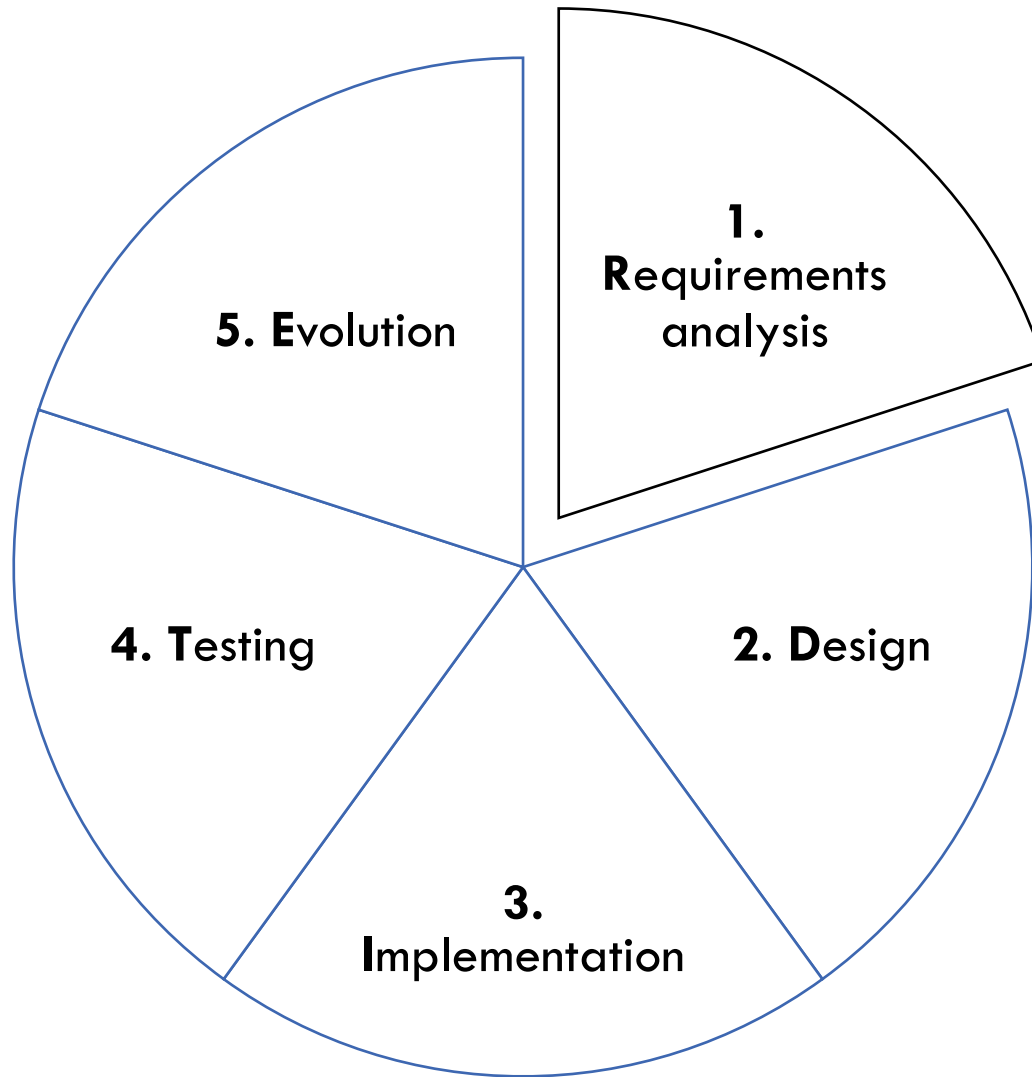 1.
Requirements
analysis
2. Design
3.
Implementation
4. Testing
5. Evolution